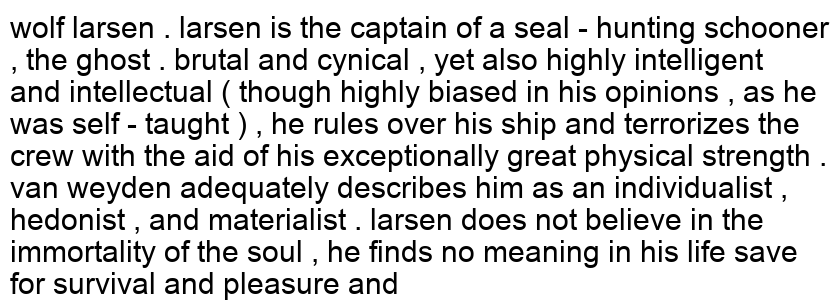 wolf larsen . larsen is the captain of a seal - hunting schooner
, the ghost . brutal and cynical , yet also highly intelligent
and intellectual ( though highly biased in his opinions , as he
was self - taught ) , he rules over his ship and terrorizes the
crew with the aid of his exceptionally great physical strength .
van weyden adequately describes him as an individualist ,
hedonist , and materialist . larsen does not believe in the
immortality of the soul , he finds no meaning in his life save
for survival and pleasure and